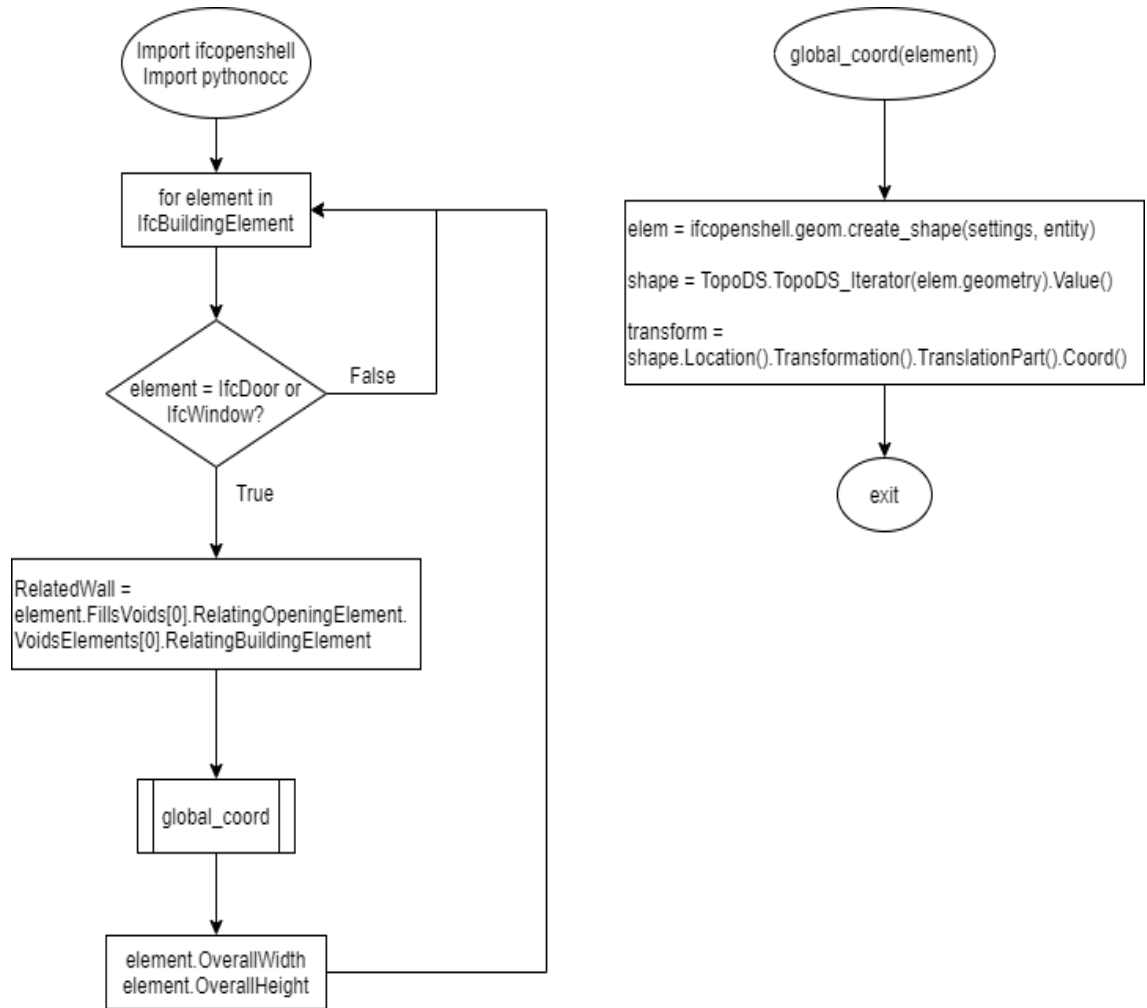 Import ifcopenshell
Import pythonocc
for element in
IfcBuildingElement
element = IfcDoor or
IfcWindow?
False
True
RelatedWall =
element.FillsVoids[0].RelatingOpeningElement.
VoidsElements[0].RelatingBuildingElement
global_coord
element.OverallWidth
element.OverallHeight
global_coord(element)
elem = ifcopenshell.geom.create_shape(settings, entity)
shape = TopoDS.TopoDS_Iterator(elem.geometry).Value()
transform =
shape.Location().Transformation().TranslationPart().Coord()
exit